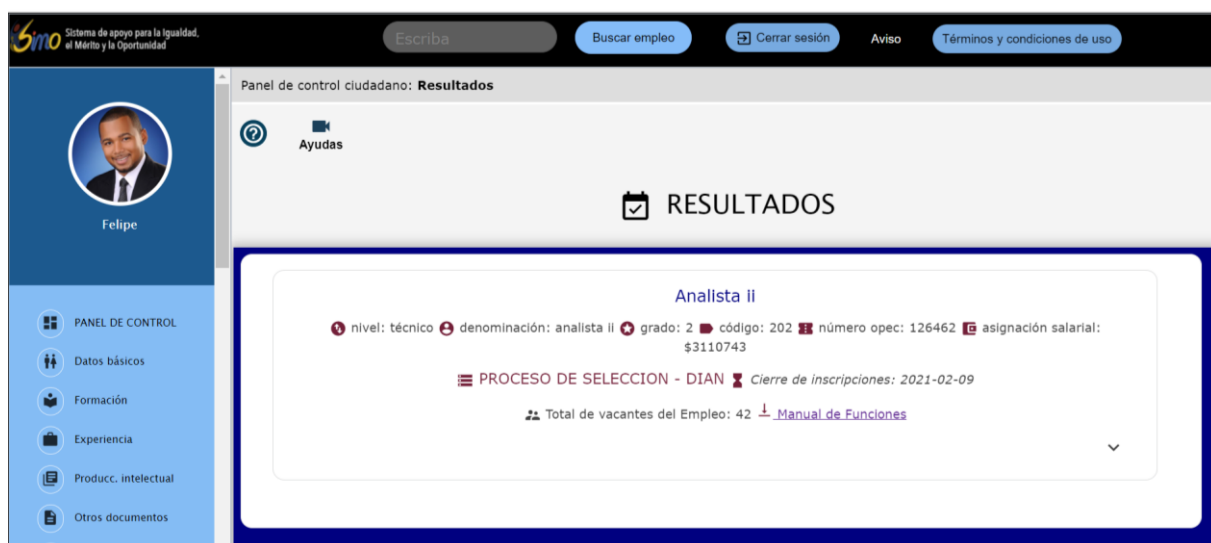 Simo Sistema de apoyo para la Igualdad,
el Mérito y la Oportunidad
Escriba
Buscar empleo
Cerrar sesión
Aviso
Términos y condiciones de uso
Felipe
PANEL DE CONTROL
Datos básicos
Formación
Experiencia
Producc. intelectual
Otros documentos
Panel de control ciudadano: Resultados
Ayudas
RESULTADOS
Analista ii
nivel: técnico denominación: analista ii grado: 2 código: 202 número opec: 126462 asignación salarial:
$3110743
PROCESO DE SELECCION - DIAN Cierre de inscripciones: 2021-02-09
Total de vacantes del Empleo: 42 Manual de Funciones